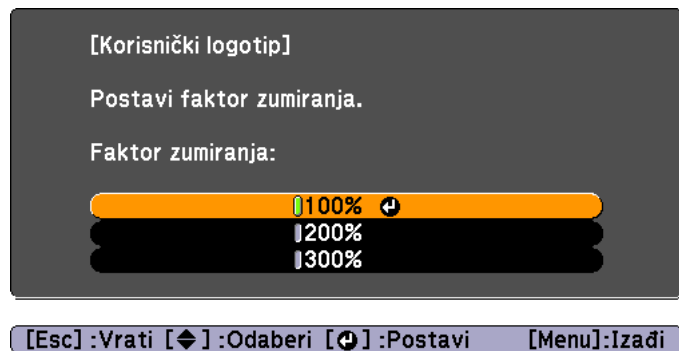 [Korisnički logotip]
Postavi faktor zumiranja.
Faktor zumiranja:
100%
200%
300%
[Esc] :Vrati [◆] :Odaberi [⏎] :Postavi [Menu]:Izađi